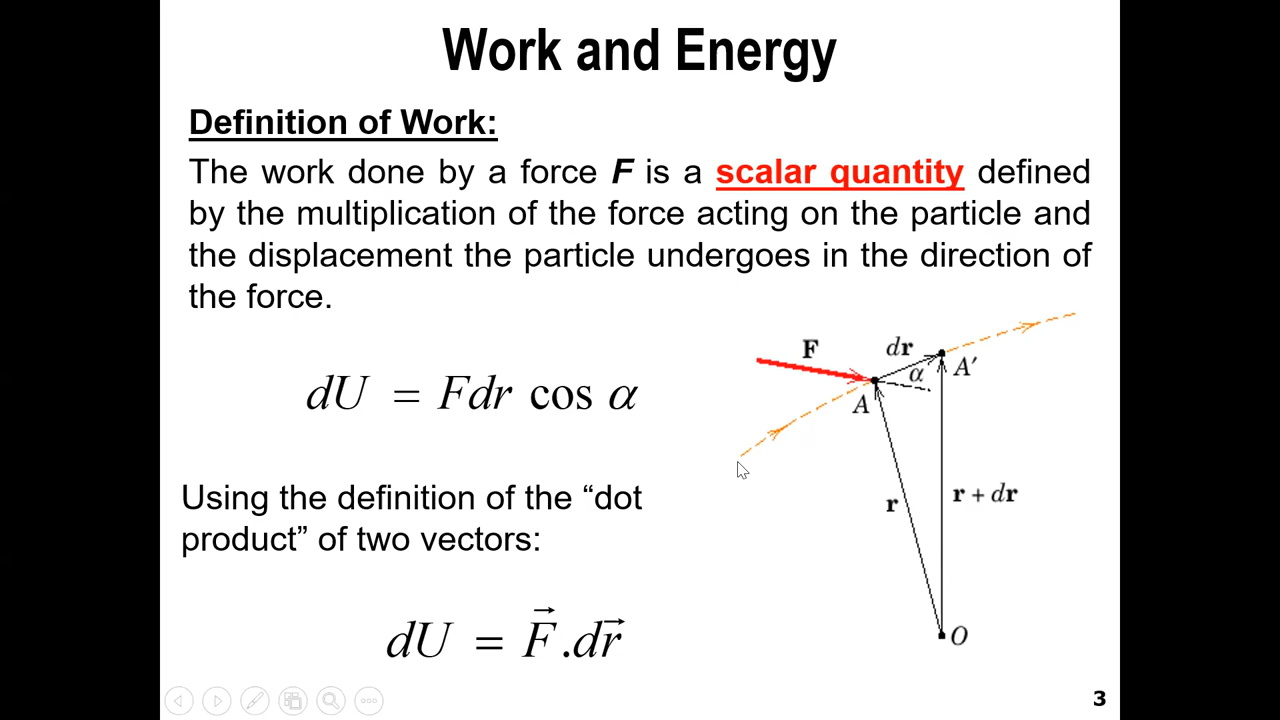 Work and Energy
Definition of Work:
The work done by a force F is a scalar quantity defined
by the multiplication of the force acting on the particle and
the displacement the particle undergoes in the direction of
the force.
dU = Fdr cos α
F
dr
α
A′
A
r
r + dr
O
Using the definition of the “dot
product” of two vectors:
dU = F⃗ .dr⃗
3